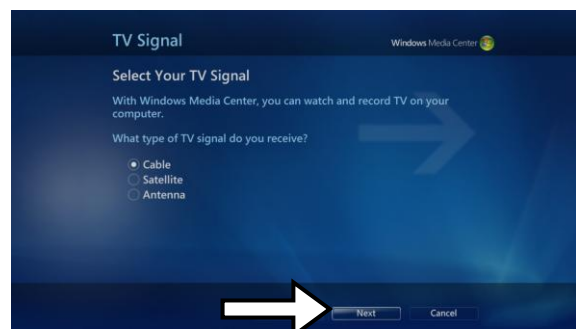 TV Signal
Windows Media Center
Select Your TV Signal
With Windows Media Center, you can watch and record TV on your
computer.
What type of TV signal do you receive?
Cable
Satellite
Antenna
Next Cancel